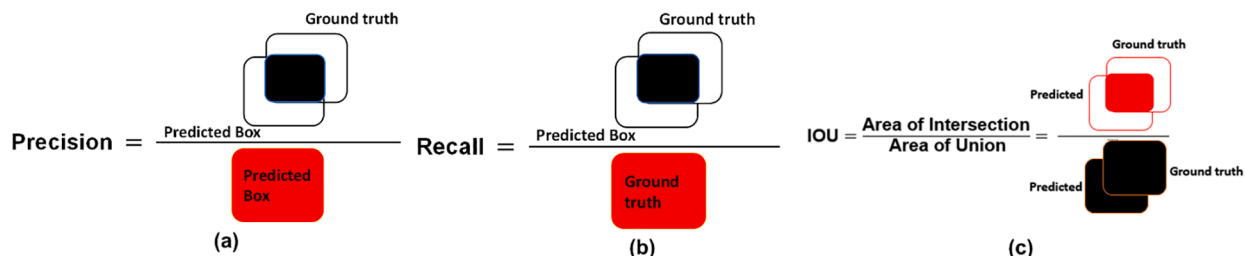 Ground truth
Predicted Box
Precision =
Predicted
Box
(a)
Ground truth
Predicted Box
Recall =
Ground
truth
(b)
Ground truth
Predicted
IOU = Area of Intersection =
Area of Union
Ground truth
Predicted
(c)